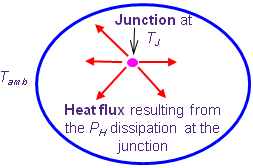 Junction at
T_J
T_amb
Heat flux resulting from
the P_H dissipation at the
junction